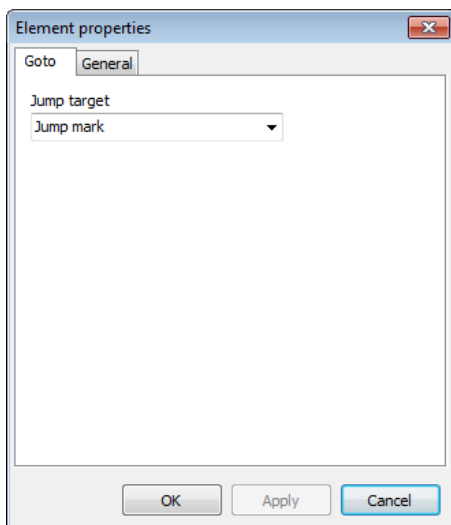 Element properties
Goto General
Jump target
Jump mark
OK Apply Cancel